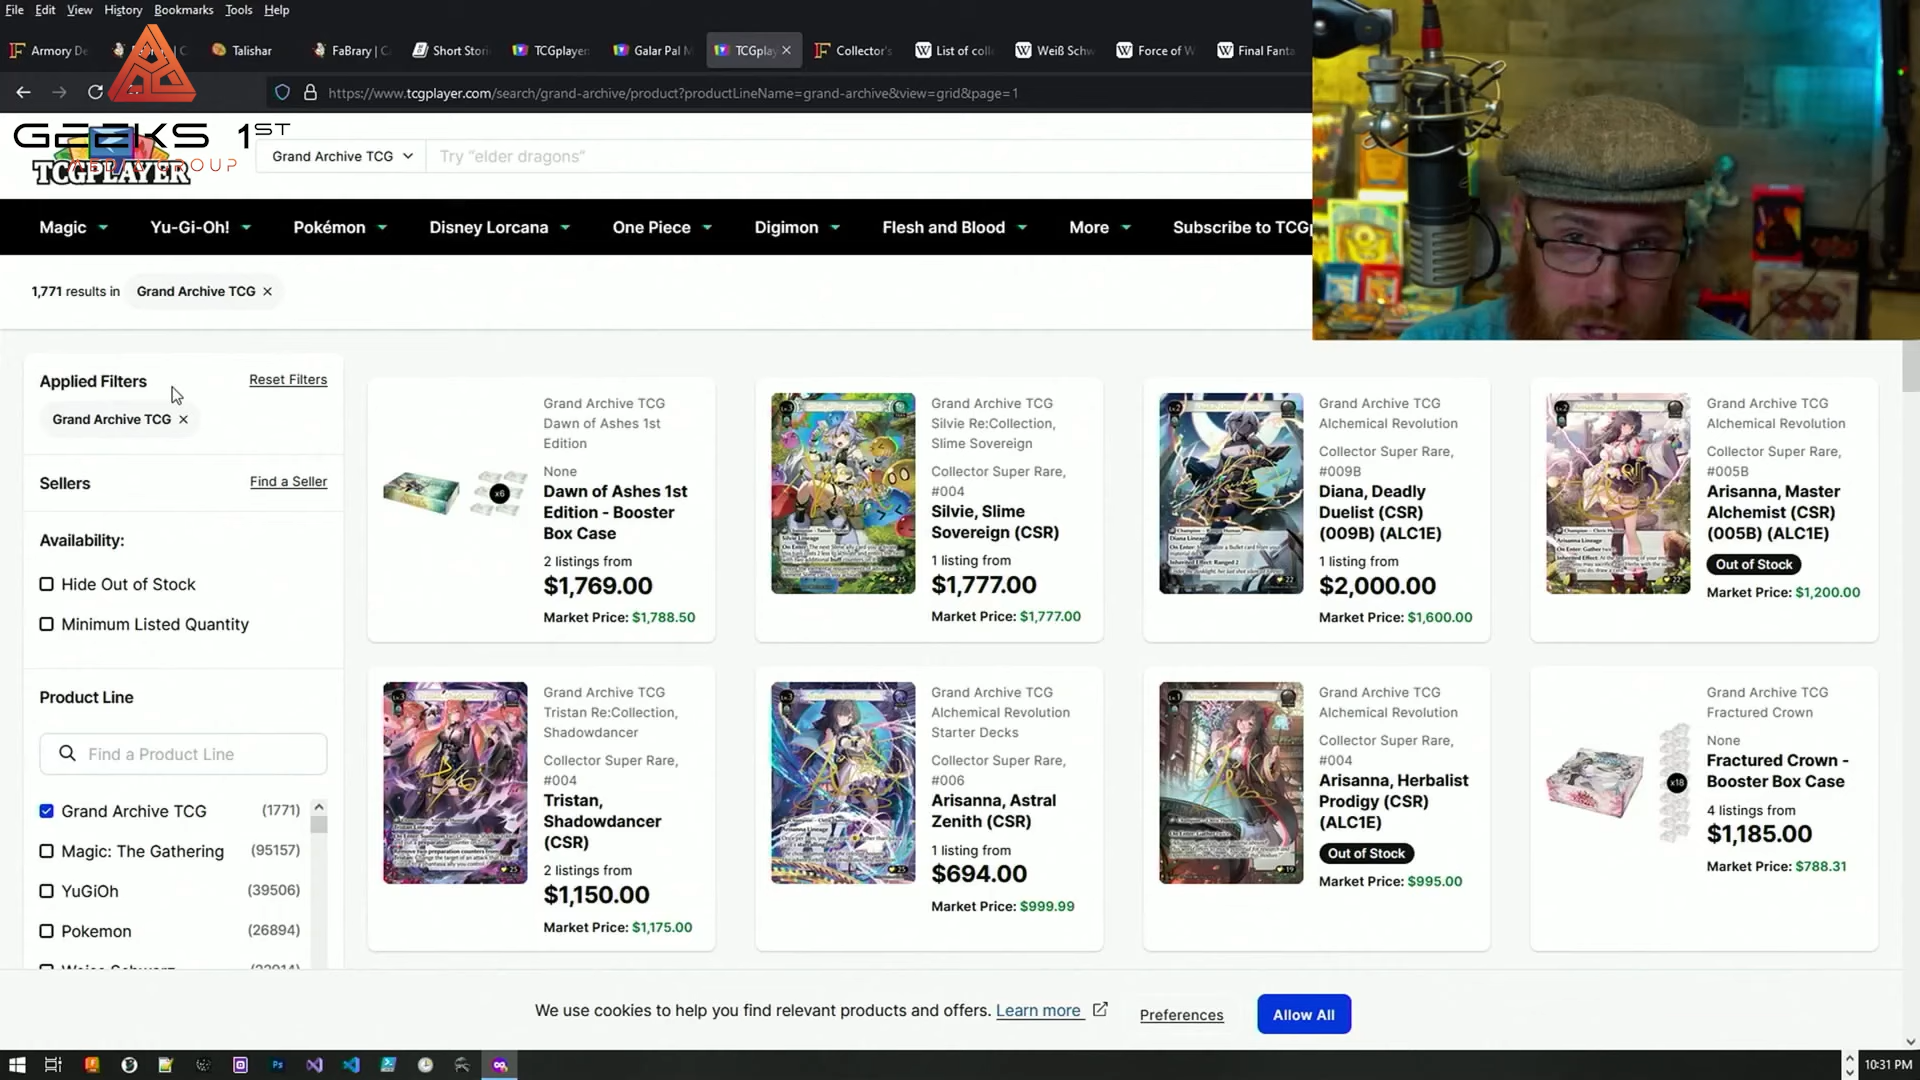 File Edit View History Bookmarks Tools Help
Armory De
FaBrary | C
Talishar
FaBrary | C
Short Stori
TCGplayer
Galar Pal M
TCGplay
Collector's
List of coll
Weiß Schw
Force of W
Final Fanta
https://www.tcgplayer.com/search/grand-archive/product?productLineName=grand-archive&view=grid&page=1
GEEKS 1ST
MEDIA GROUP
TCGPLAYER
Grand Archive TCG
Try “elder dragons”
Magic Yu-Gi-Oh! Pokémon Disney Lorcana One Piece Digimon Flesh and Blood More Subscribe to TCGp
1,771 results in Grand Archive TCG
Applied Filters
Reset Filters
Grand Archive TCG
Sellers
Find a Seller
Availability:
Hide Out of Stock
Minimum Listed Quantity
Product Line
Find a Product Line
Grand Archive TCG (1771)
Magic: The Gathering (95157)
YuGiOh (39506)
Pokemon (26894)
x6
Grand Archive TCG
Dawn of Ashes 1st
Edition
None
Dawn of Ashes 1st
Edition - Booster
Box Case
2 listings from
$1,769.00
Market Price: $1,788.50
Grand Archive TCG
Silvie Re:Collection,
Slime Sovereign
Collector Super Rare,
#004
Silvie, Slime
Sovereign (CSR)
1 listing from
$1,777.00
Market Price: $1,777.00
Grand Archive TCG
Alchemical Revolution
Collector Super Rare,
#009B
Diana, Deadly
Duelist (CSR)
(009B) (ALC1E)
1 listing from
$2,000.00
Market Price: $1,600.00
Grand Archive TCG
Alchemical Revolution
Collector Super Rare,
#005B
Arisanna, Master
Alchemist (CSR)
(005B) (ALC1E)
Out of Stock
Market Price: $1,200.00
Grand Archive TCG
Tristan Re:Collection,
Shadowdancer
Collector Super Rare,
#004
Tristan,
Shadowdancer
(CSR)
2 listings from
$1,150.00
Market Price: $1,175.00
Grand Archive TCG
Alchemical Revolution
Starter Decks
Collector Super Rare,
#006
Arisanna, Astral
Zenith (CSR)
1 listing from
$694.00
Market Price: $999.99
Grand Archive TCG
Alchemical Revolution
Collector Super Rare,
#004
Arisanna, Herbalist
Prodigy (CSR)
(ALC1E)
Out of Stock
Market Price: $995.00
x18
Grand Archive TCG
Fractured Crown
None
Fractured Crown -
Booster Box Case
4 listings from
$1,185.00
Market Price: $788.31
We use cookies to help you find relevant products and offers. Learn more
Preferences
Allow All
Ps
10:31 PM